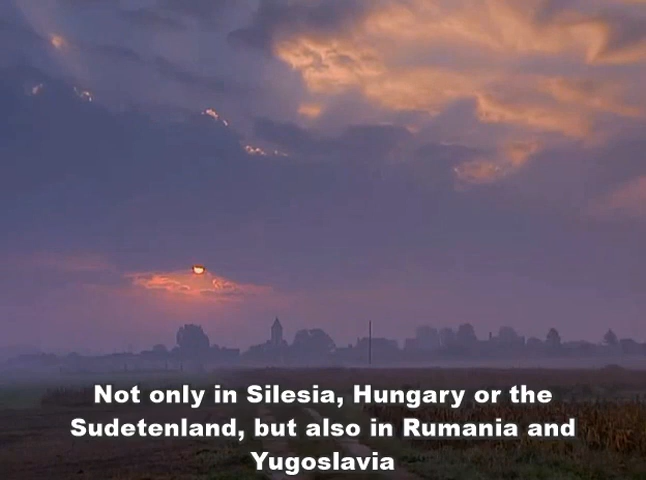 Not only in Silesia, Hungary or the
Sudetenland, but also in Rumania and
Yugoslavia